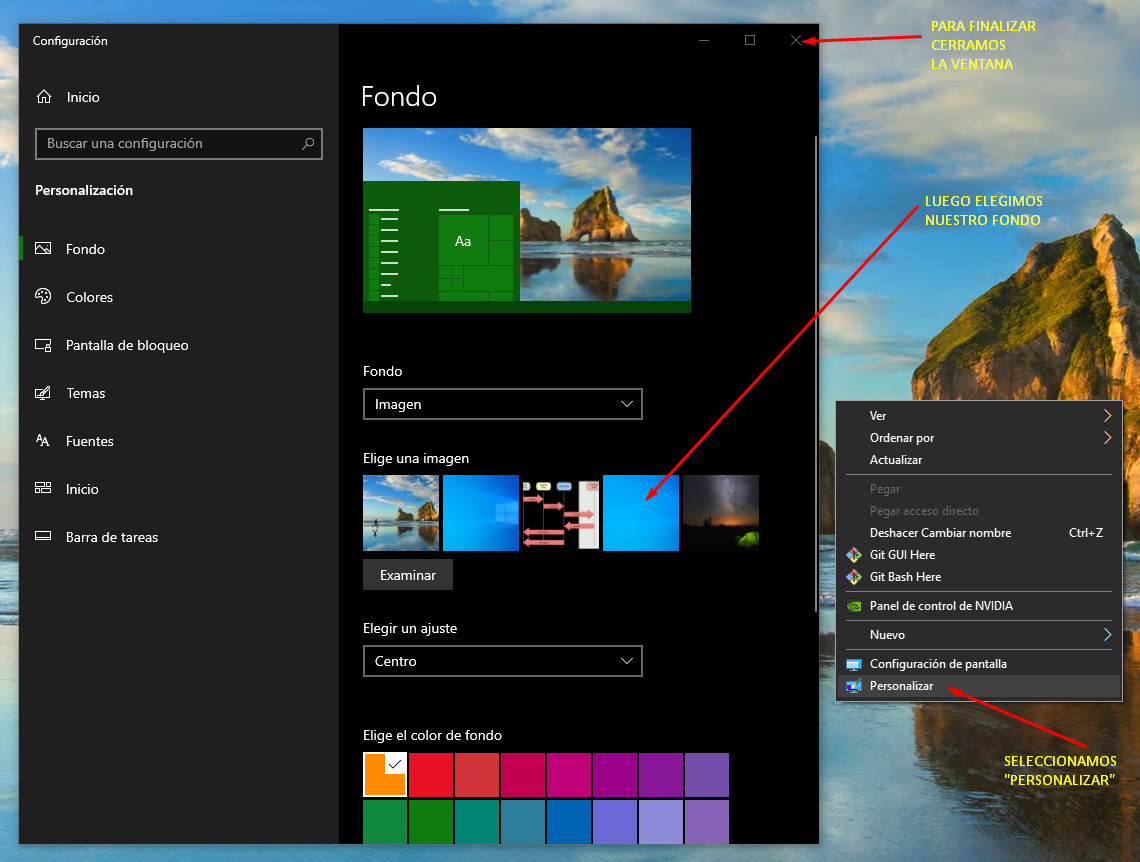 Configuración
Inicio
Buscar una configuración
Personalización
Fondo
Colores
Pantalla de bloqueo
Temas
Fuentes
Inicio
Barra de tareas
Fondo
Aa
Fondo
Imagen
Elige una imagen
Examinar
Elegir un ajuste
Centro
Elige el color de fondo
PARA FINALIZAR
CERRAMOS
LA VENTANA
LUEGO ELEGIMOS
NUESTRO FONDO
Ver
Ordenar por
Actualizar
Pegar
Pegar acceso directo
Deshacer Cambiar nombre Ctrl+Z
Git GUI Here
Git Bash Here
Panel de control de NVIDIA
Nuevo
Configuración de pantalla
Personalizar
SELECCIONAMOS
"PERSONALIZAR"